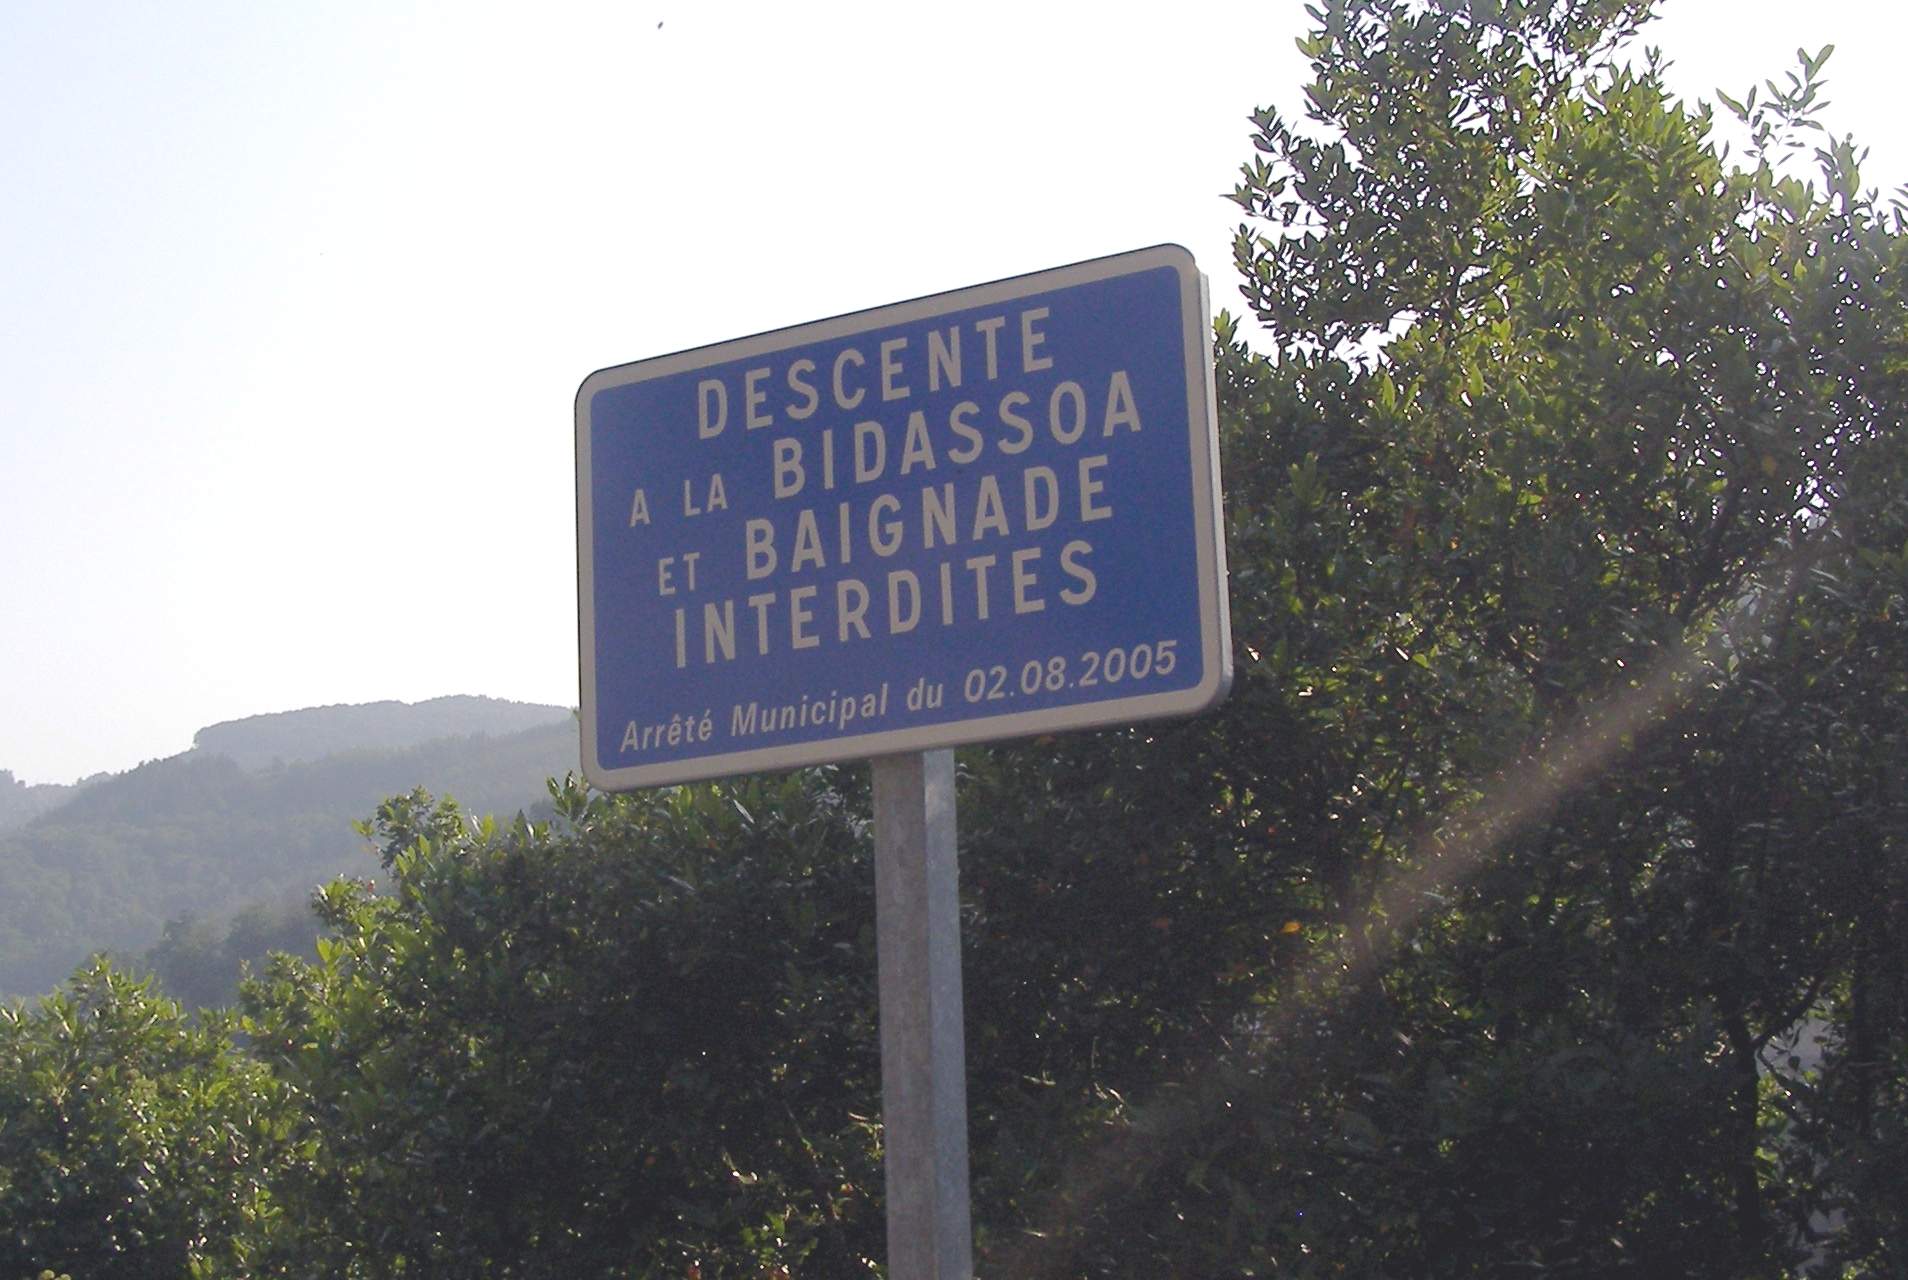 DESCENTE
A LA BIDASSOA
ET BAIGNADE
INTERDITES
Arrêté Municipal du 02.08.2005